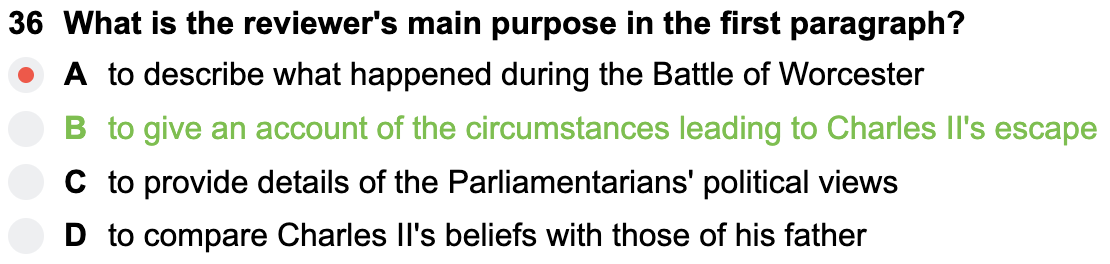 36 What is the reviewer's main purpose in the first paragraph?
A to describe what happened during the Battle of Worcester
B to give an account of the circumstances leading to Charles II's escape
C to provide details of the Parliamentarians' political views
D to compare Charles II's beliefs with those of his father